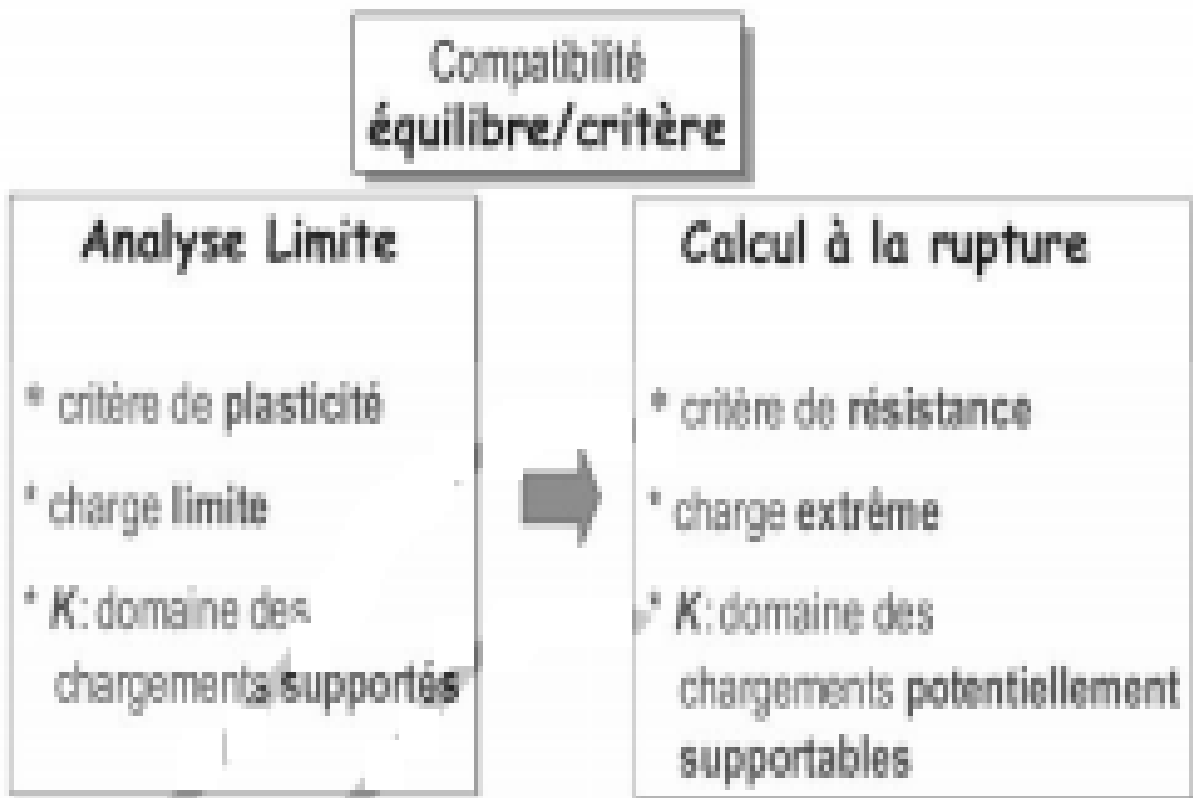 Compatibilité
équilibre/critère
Analyse Limite
* critère de plasticité
* charge limite
* K: domaine des
chargements supportés
Calcul à la rupture
* critère de résistance
* charge extrême
* K: domaine des
chargements potentiellement
supportables